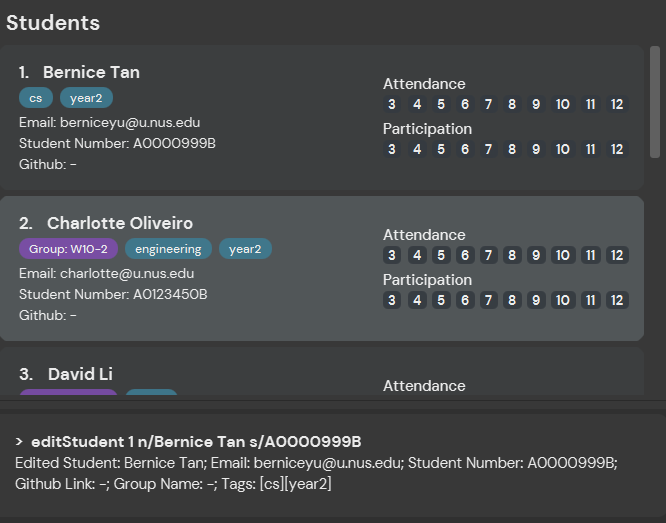 Students
1. Bernice Tan
cs year2
Email: berniceyu@u.nus.edu
Student Number: A0000999B
Github: -
Attendance
3 4 5 6 7 8 9 10 11 12
Participation
3 4 5 6 7 8 9 10 11 12
2. Charlotte Oliveiro
Group: W10-2 engineering year2
Email: charlotte@u.nus.edu
Student Number: A0123450B
Github: -
Attendance
3 4 5 6 7 8 9 10 11 12
Participation
3 4 5 6 7 8 9 10 11 12
3. David Li
Attendance
> editStudent 1 n/Bernice Tan s/A0000999B
Edited Student: Bernice Tan; Email: berniceyu@u.nus.edu; Student Number: A0000999B;
Github Link: -; Group Name: -; Tags: [cs][year2]